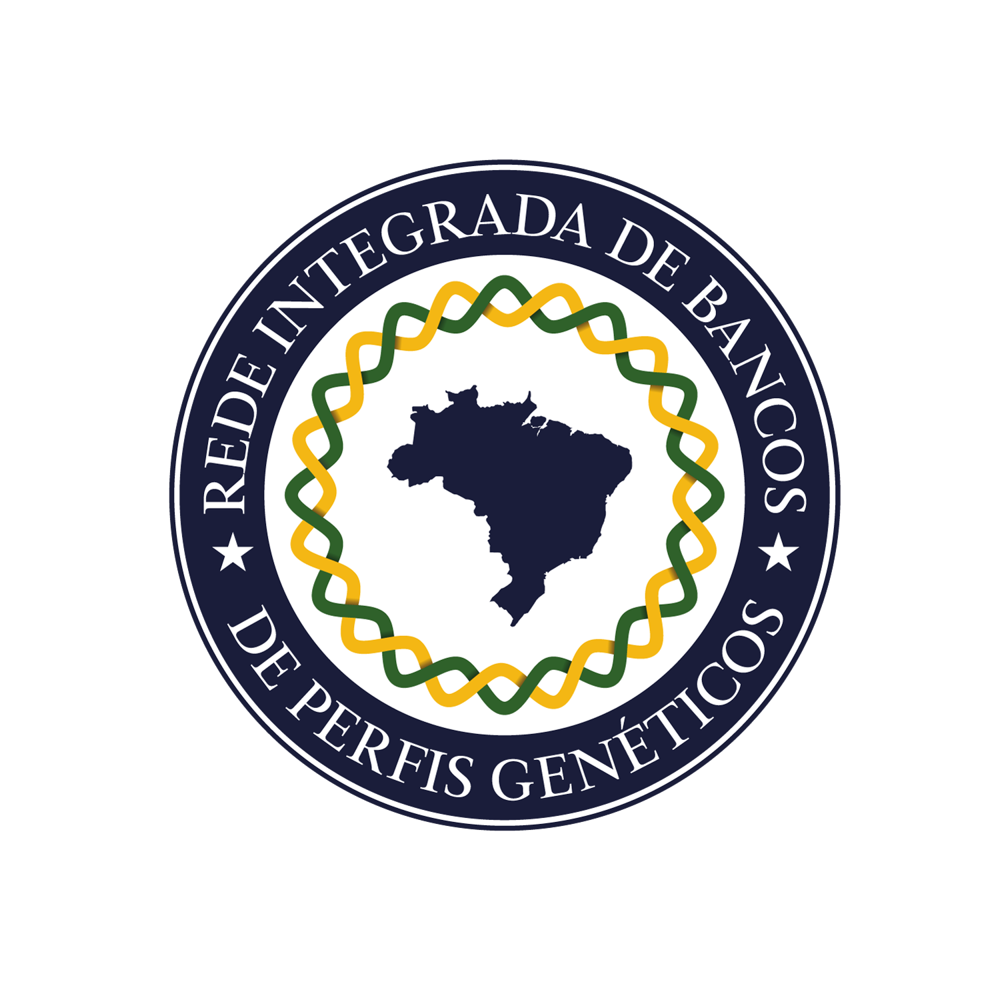 REDE INTEGRADA DE BANCOS
DE PERFIS GENÉTICOS